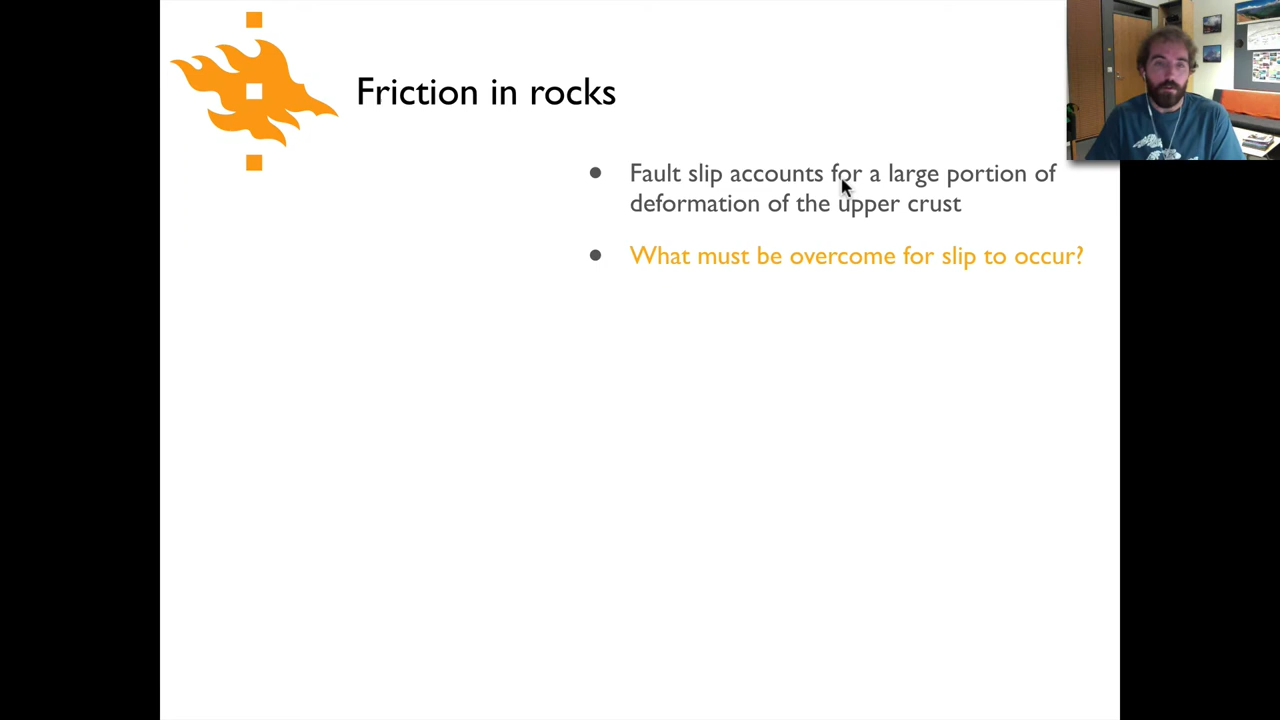 Friction in rocks
● Fault slip accounts for a large portion of
deformation of the upper crust
● What must be overcome for slip to occur?